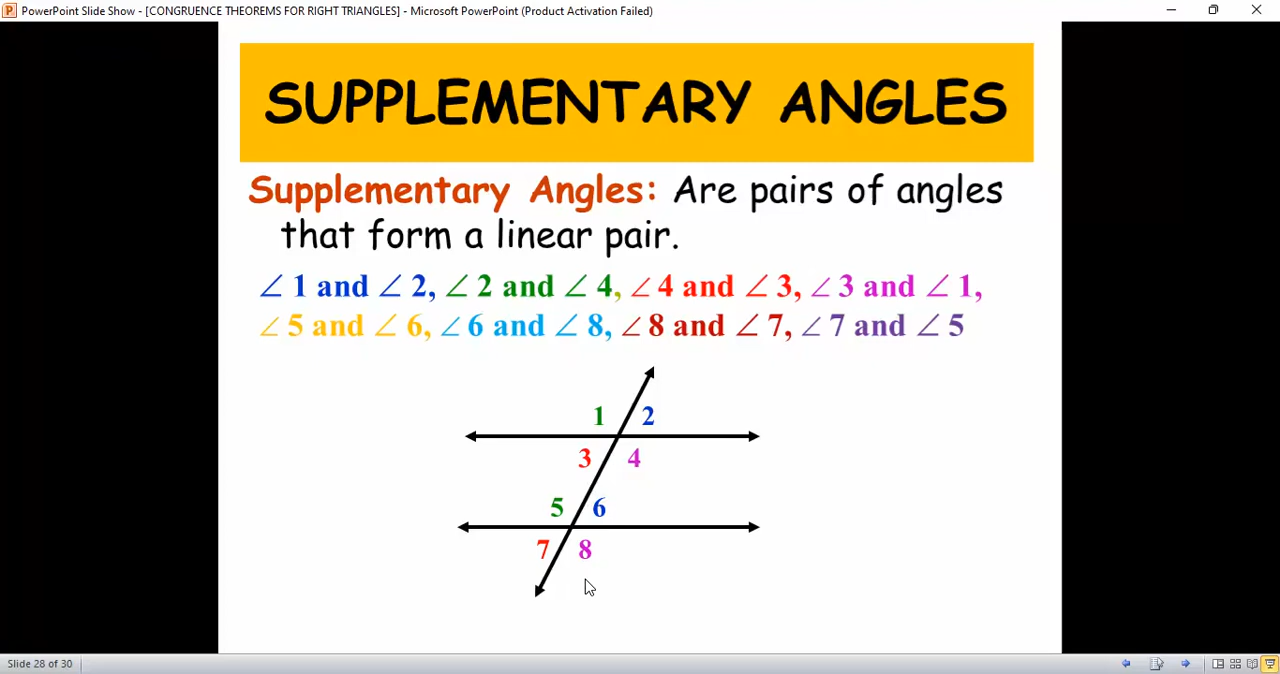 PowerPoint Slide Show - [CONGRUENCE THEOREMS FOR RIGHT TRIANGLES] - Microsoft PowerPoint (Product Activation Failed)
SUPPLEMENTARY ANGLES
Supplementary Angles: Are pairs of angles
that form a linear pair.
∠ 1 and ∠ 2, ∠ 2 and ∠ 4, ∠ 4 and ∠ 3, ∠ 3 and ∠ 1,
∠ 5 and ∠ 6, ∠ 6 and ∠ 8, ∠ 8 and ∠ 7, ∠ 7 and ∠ 5
1 2
3 4
5 6
7 8
Slide 28 of 30